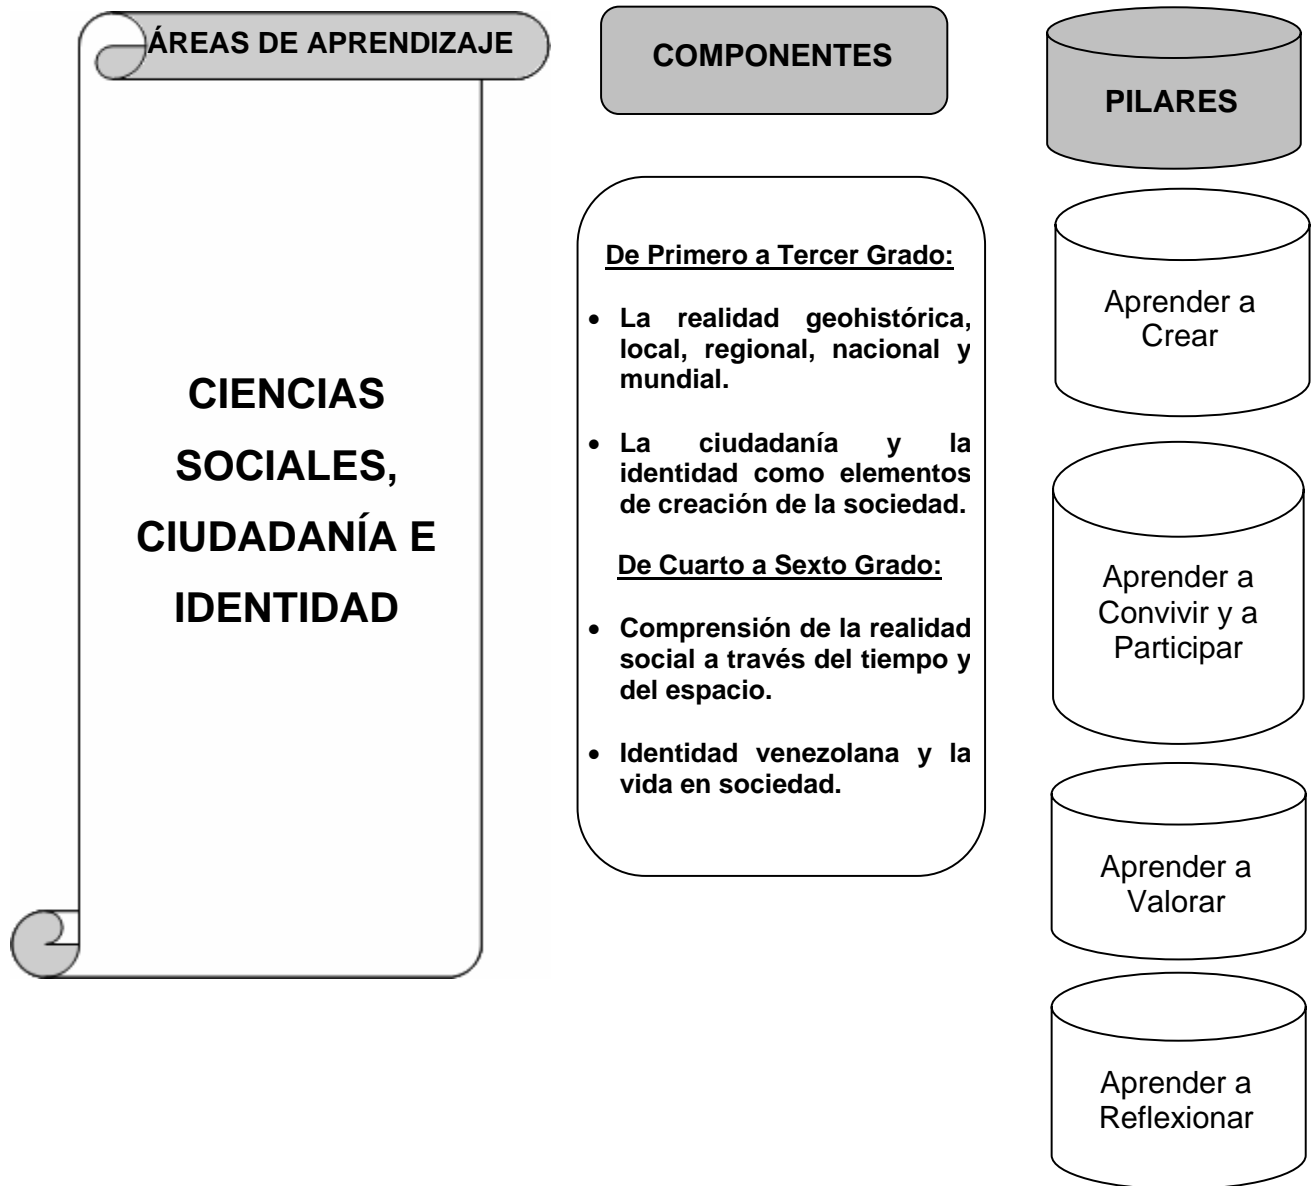 ÁREAS DE APRENDIZAJE
CIENCIAS
SOCIALES,
CIUDADANÍA E
IDENTIDAD
COMPONENTES
De Primero a Tercer Grado:
• La realidad geohistórica,
local, regional, nacional y
mundial.
• La ciudadanía y la
identidad como elementos
de creación de la sociedad.
De Cuarto a Sexto Grado:
• Comprensión de la realidad
social a través del tiempo y
del espacio.
• Identidad venezolana y la
vida en sociedad.
PILARES
Aprender a
Crear
Aprender a
Convivir y a
Participar
Aprender a
Valorar
Aprender a
Reflexionar